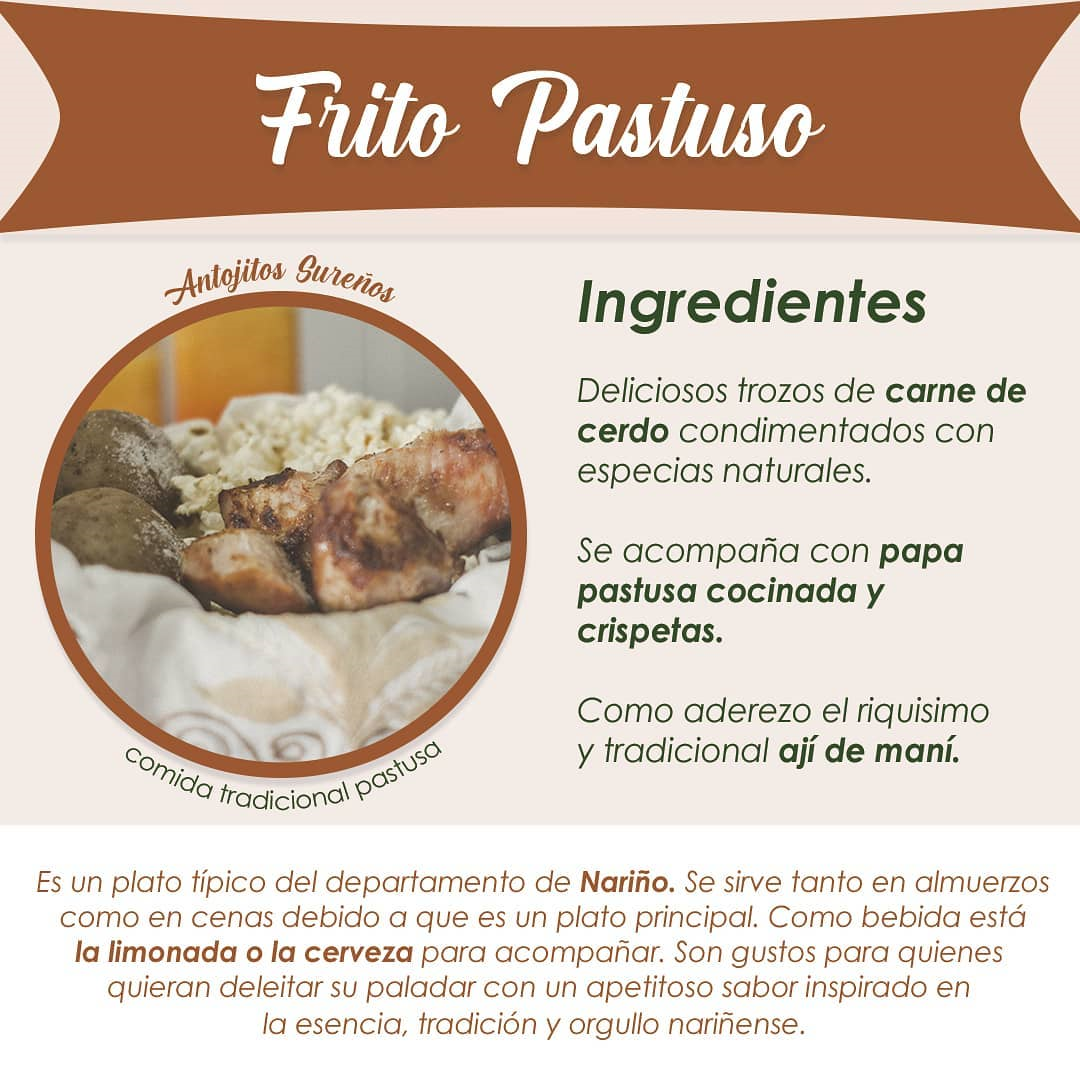 Frito Pastuso
Antojitos Sureños
comida tradicional pastusa
Ingredientes
Deliciosos trozos de carne de
cerdo condimentados con
especias naturales.
Se acompaña con papa
pastusa cocinada y
crispetas.
Como aderezo el riquisimo
y tradicional ají de maní.
Es un plato típico del departamento de Nariño. Se sirve tanto en almuerzos
como en cenas debido a que es un plato principal. Como bebida está
la limonada o la cerveza para acompañar. Son gustos para quienes
quieran deleitar su paladar con un apetitoso sabor inspirado en
la esencia, tradición y orgullo nariñense.